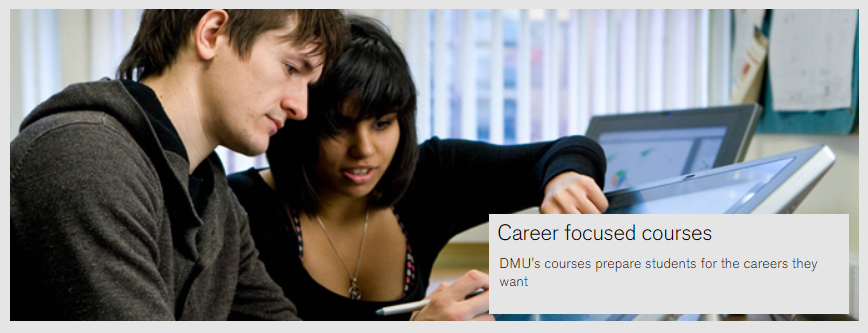 Career focused courses
DMU's courses prepare students for the careers they
want